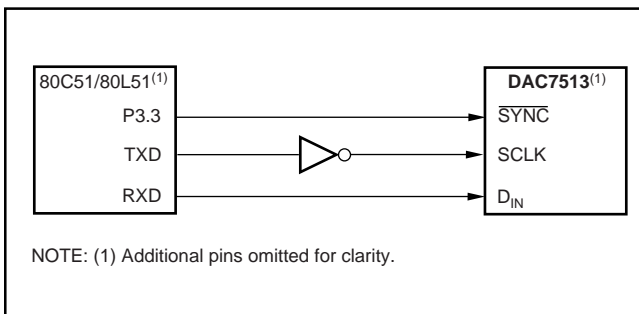 80C51/80L51(1)
DAC7513(1)
P3.3
SYNC
TXD
SCLK
RXD
DIN
NOTE: (1) Additional pins omitted for clarity.